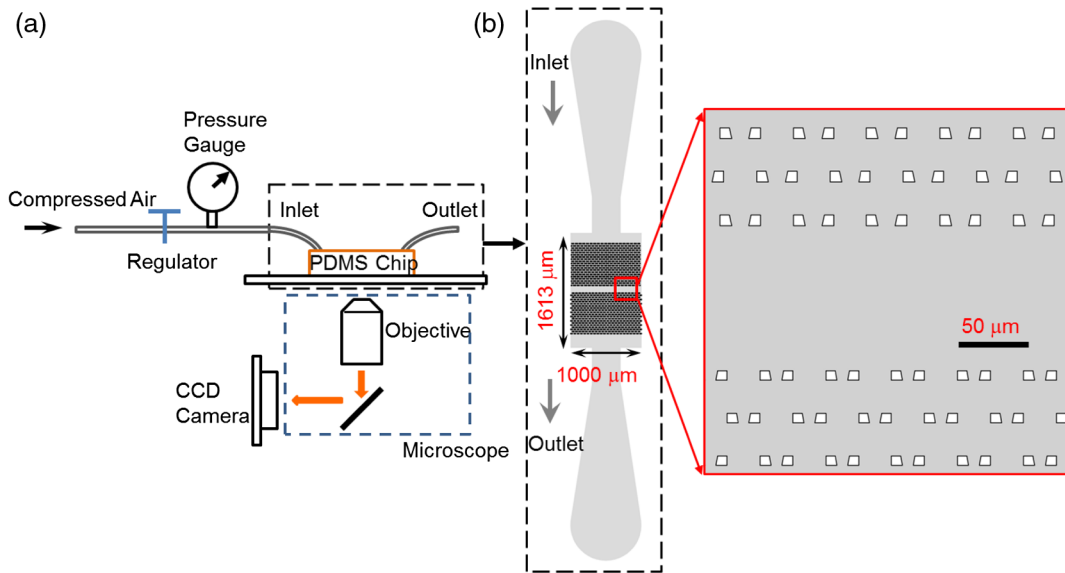 (a)
Pressure
Gauge
Compressed Air
Inlet
Outlet
Regulator
PDMS Chip
Objective
CCD
Camera
Microscope
(b)
Inlet
1613 μm
1000 μm
Outlet
50 μm